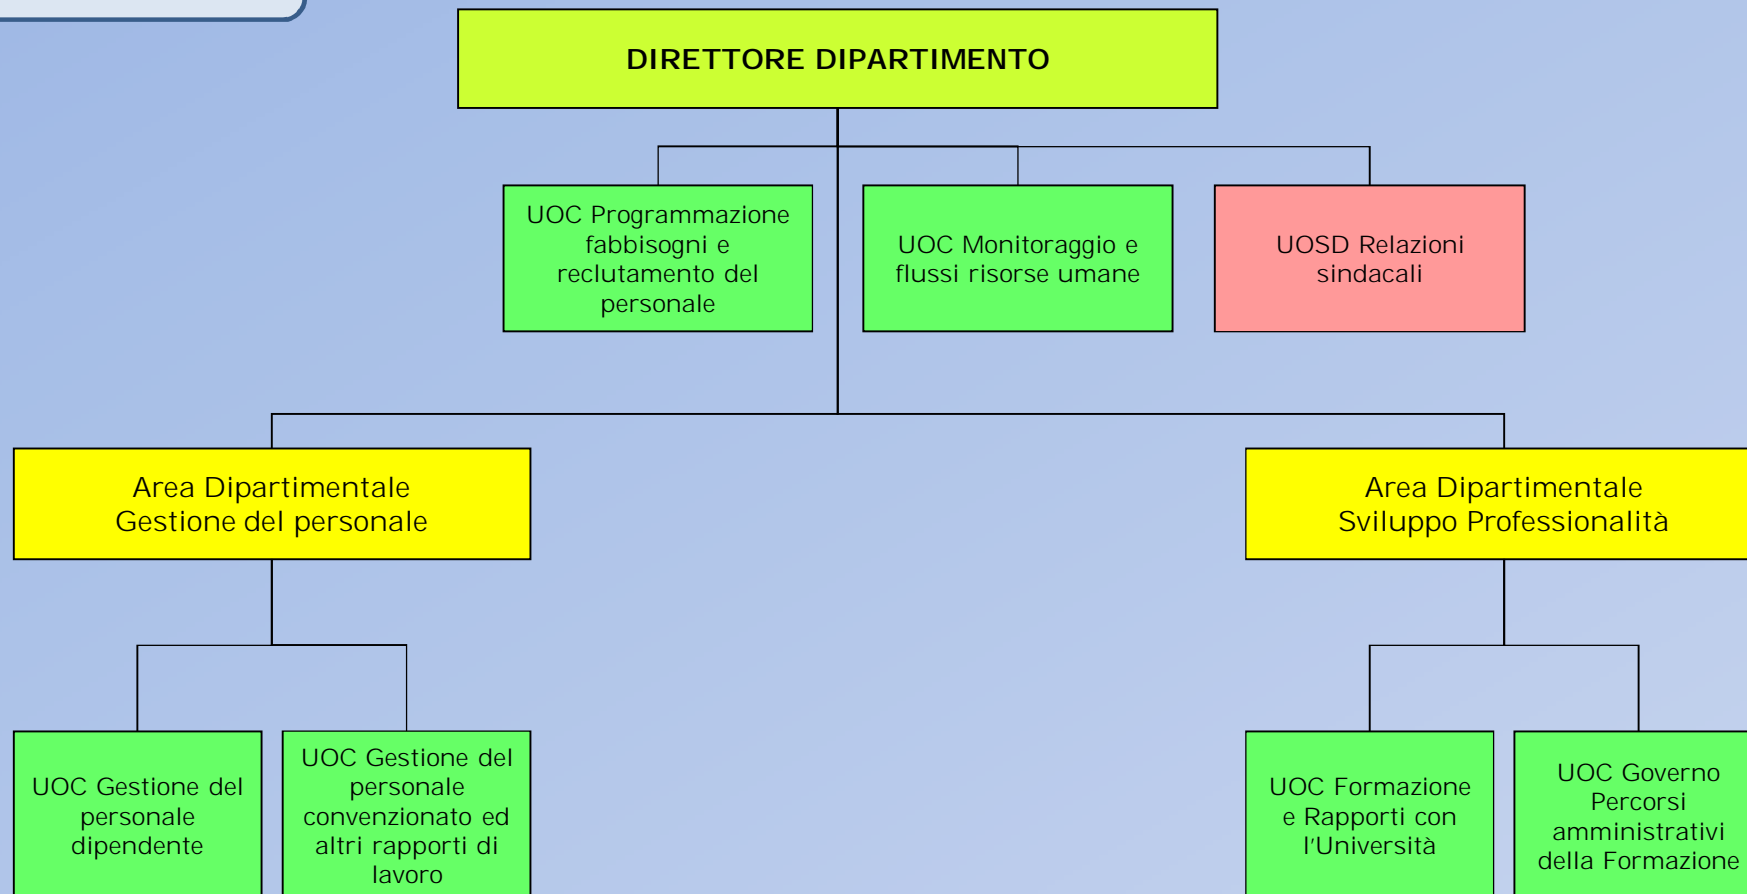 DIRETTORE DIPARTIMENTO
UOC Programmazione
fabbisogni e
reclutamento del
personale
UOC Monitoraggio e
flussi risorse umane
UOSD Relazioni
sindacali
Area Dipartimentale
Gestione del personale
Area Dipartimentale
Sviluppo Professionalità
UOC Gestione del
personale
dipendente
UOC Gestione del
personale
convenzionato ed
altri rapporti di
lavoro
UOC Formazione
e Rapporti con
l'Università
UOC Governo
Percorsi
amministrativi
della Formazione